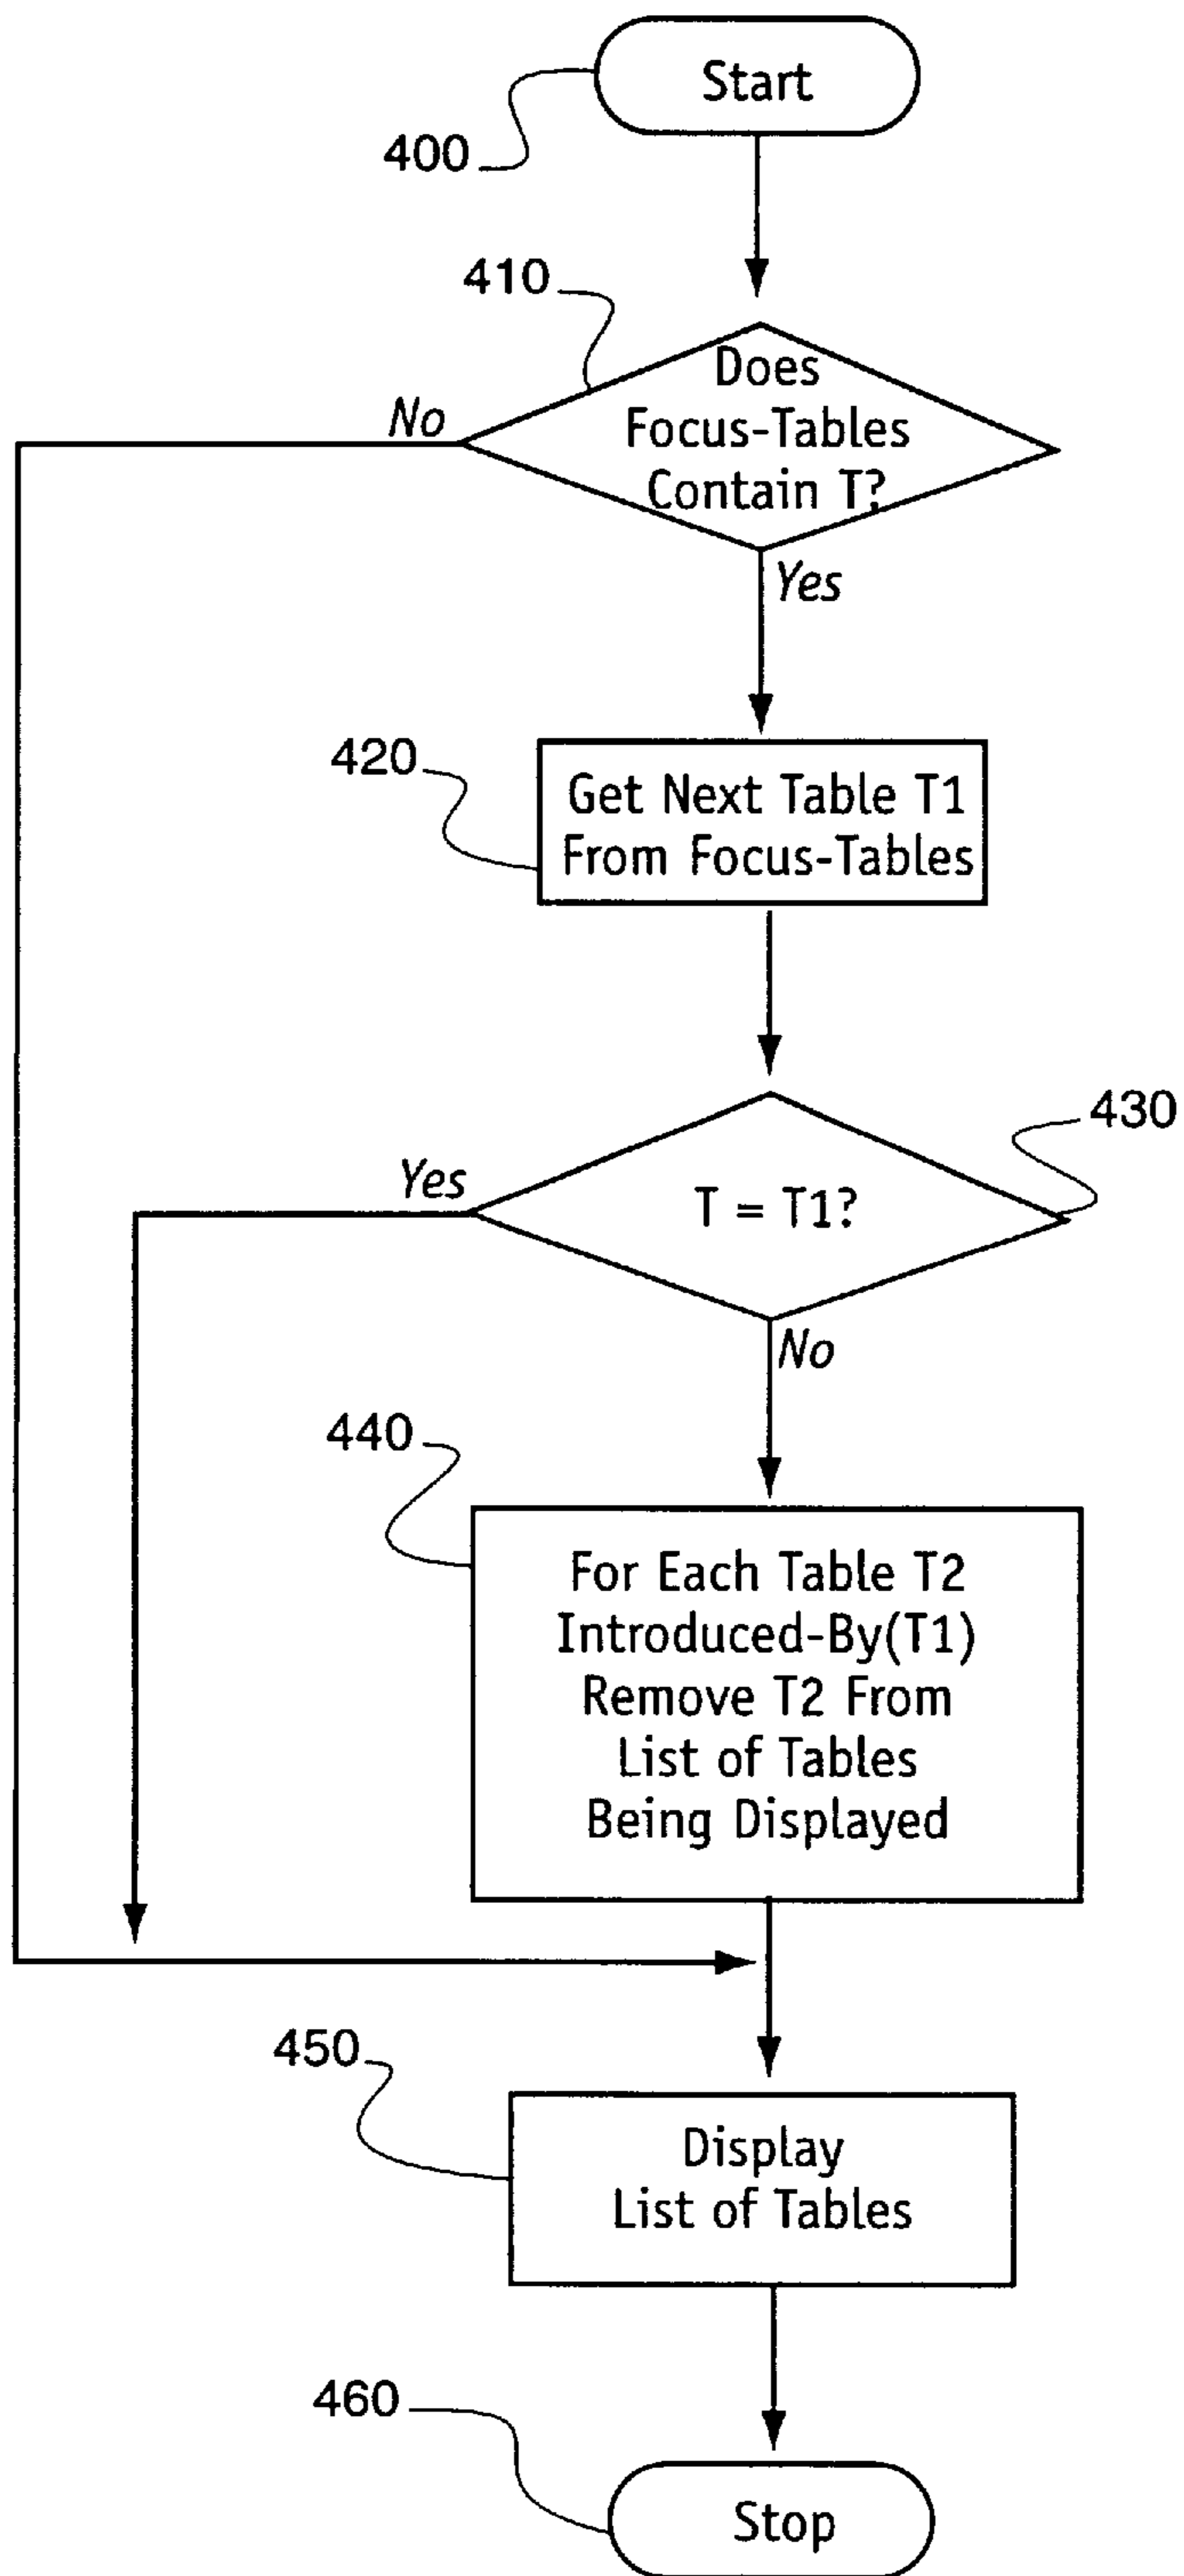 Start
400
410
Does
Focus-Tables
Contain T?
No
Yes
420
Get Next Table T1
From Focus-Tables
430
Yes
T = T1?
No
440
For Each Table T2
Introduced-By(T1)
Remove T2 From
List of Tables
Being Displayed
450
Display
List of Tables
460
Stop